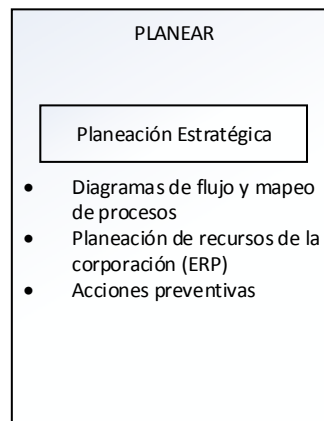 PLANEAR
Planeación Estratégica
• Diagramas de flujo y mapeo
de procesos
• Planeación de recursos de la
corporación (ERP)
• Acciones preventivas